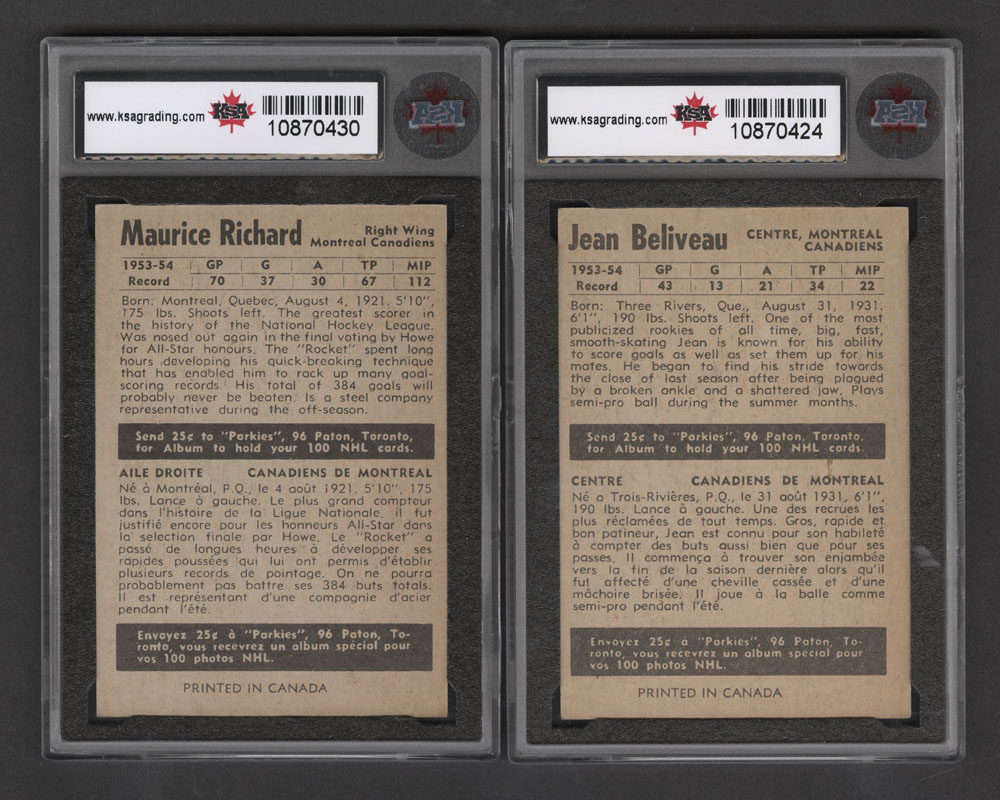 www.ksagrading.com KSA
10870430
KSA
Maurice Richard
Right Wing
Montreal Canadiens
1953-54 GP G A TP MIP
Record 70 37 30 67 112
Born: Montreal, Quebec, August 4, 1921. 5'10",
175 lbs. Shoots left. The greatest scorer in
the history of the National Hockey League.
Was nosed out again in the final voting by Howe
for All-Star honours. The "Rocket" spent long
hours developing his quick-breaking technique
that has enabled him to rack up many goal-
scoring records. His total of 384 goals will
probably never be beaten. Is a steel company
representative during the off-season.
Send 25¢ to "Parkies", 96 Paton, Toronto,
for Album to hold your 100 NHL cards.
AILE DROITE CANADIENS DE MONTREAL
Né à Montréal, P.Q., le 4 août 1921. 5'10", 175
lbs. Lance à gauche. Le plus grand compteur
dans l'histoire de la Ligue Nationale, il fut
justifié encore pour les honneurs All-Star dans
la selection finale par Howe. Le "Rocket" a
passé de longues heures à développer ses
rapides poussées qui lui ont permis d'établir
plusieurs records de pointage. On ne pourra
probablement pas battre ses 384 buts totals.
Il est représentant d'une compagnie d'acier
pendant l'été.
Envoyez 25¢ à "Parkies", 96 Paton, To-
ronto, vous recevrez un album spécial pour
vos 100 photos NHL.
PRINTED IN CANADA
www.ksagrading.com KSA
10870424
KSA
Jean Beliveau
CENTRE, MONTREAL
CANADIENS
1953-54 GP G A TP MIP
Record 43 13 21 34 22
Born: Three Rivers, Que., August 31, 1931.
6'1", 190 lbs. Shoots left. One of the most
publicized rookies of all time, big, fast,
smooth-skating Jean is known for his ability
to score goals as well as set them up for his
mates. He began to find his stride towards
the close of last season after being plagued
by a broken ankle and a shattered jaw. Plays
semi-pro ball during the summer months.
Send 25¢ to "Parkies", 96 Paton, Toronto,
for Album to hold your 100 NHL cards.
CENTRE CANADIENS DE MONTREAL
Né a Trois-Rivières, P.Q., le 31 août 1931, 6'1",
190 lbs. Lance à gauche. Une des recrues les
plus réclamées de tout temps. Gros, rapide et
bon patineur, Jean est connu pour son habileté
à compter des buts aussi bien que pour ses
passes. Il commença à trouver son enjambée
vers la fin de la saison dernière alors qu'il
fut affecté d'une cheville cassée et d'une
mâchoire brisée. Il joue à la balle comme
semi-pro pendant l'été.
Envoyez 25¢ à "Parkies", 96 Paton, To-
ronto, vous recevrez un album spécial pour
vos 100 photos NHL.
PRINTED IN CANADA